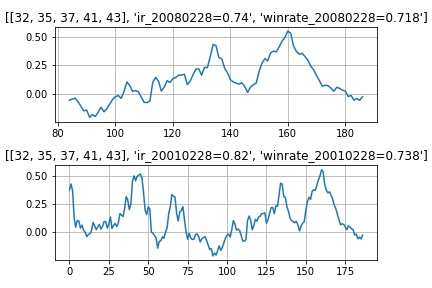 [[32, 35, 37, 41, 43], 'ir_20080228=0.74', 'winrate_20080228=0.718']
0.50
0.25
0.00
80 100 120 140 160 180
[[32, 35, 37, 41, 43], 'ir_20010228=0.82', 'winrate_20010228=0.738']
0.50
0.25
0.00
0 25 50 75 100 125 150 175